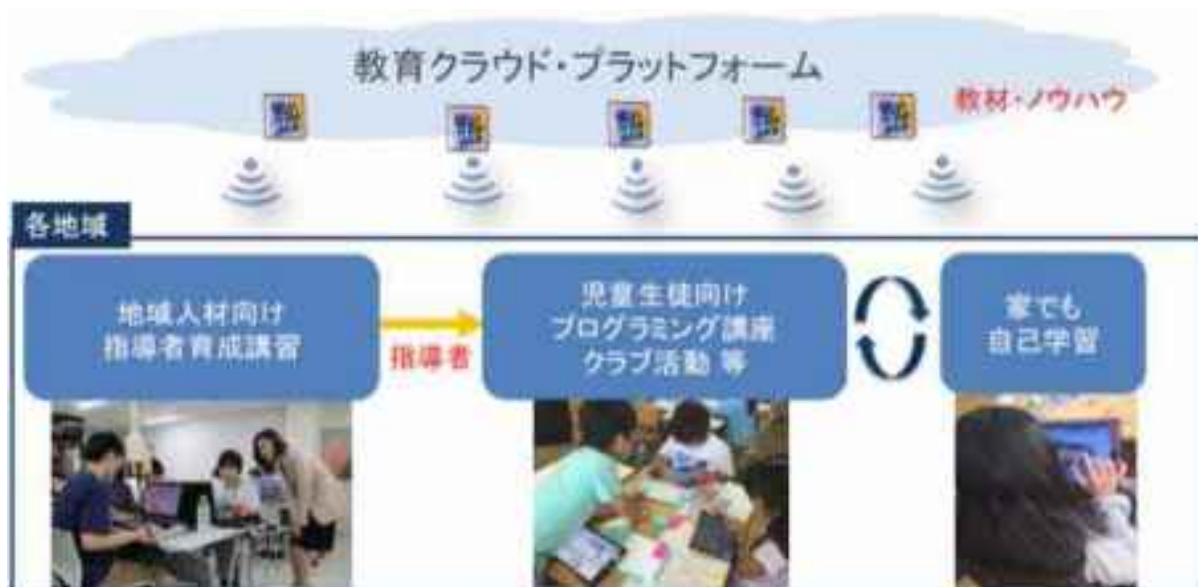 教育クラウド・プラットフォーム
教材・ノウハウ
各地域
地域人材向け
指導者育成講習
指導者
児童生徒向け
プログラミング講座
クラブ活動 等
家でも
自己学習